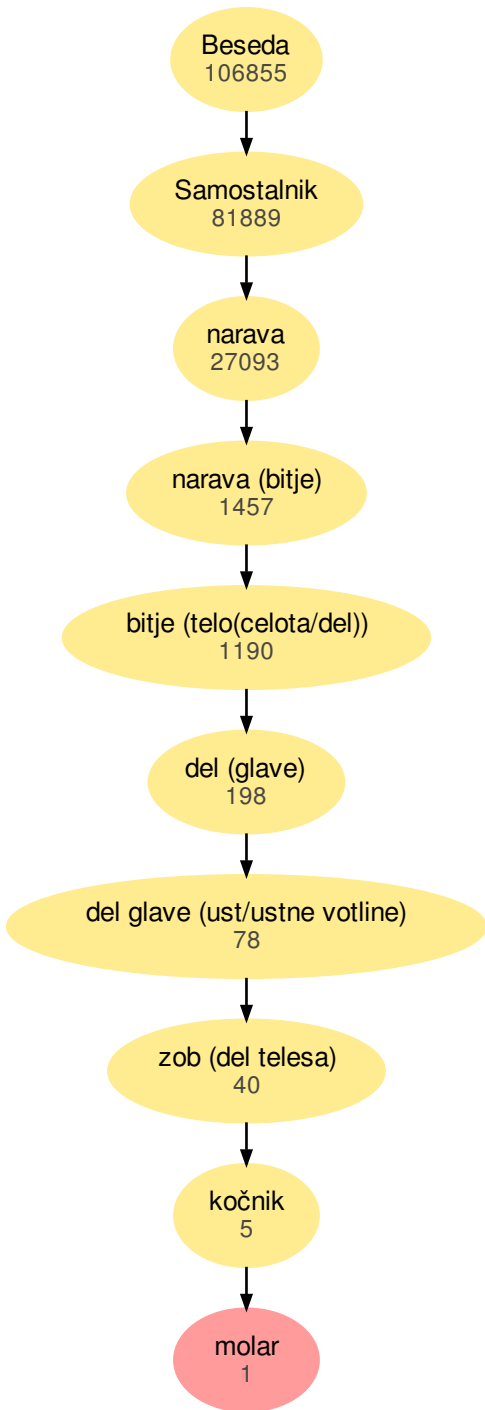 Beseda
106855
Samostalnik
81889
narava
27093
narava (bitje)
1457
bitje (telo(celota/del))
1190
del (glave)
198
del glave (ust/ustne votline)
78
zob (del telesa)
40
kočnik
5
molar
1